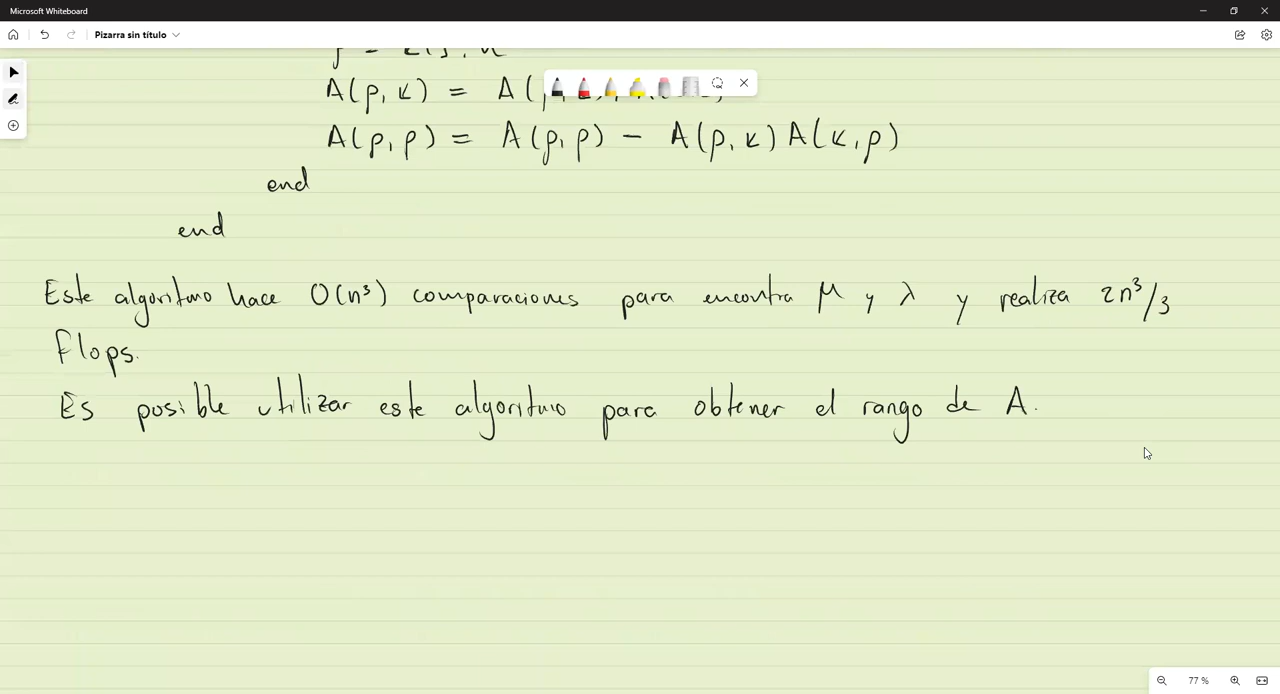 Microsoft Whiteboard
Pizarra sin título
A(p,k) = A(
A(p,p) = A(p,p) - A(p,k) A(k,p)
end
end
Este algoritmo hace O(n³) comparaciones para encontra μ y λ y realiza 2n³/3
Flops.
Es posible utilizar este algoritmo para obtener el rango de A.
77 %